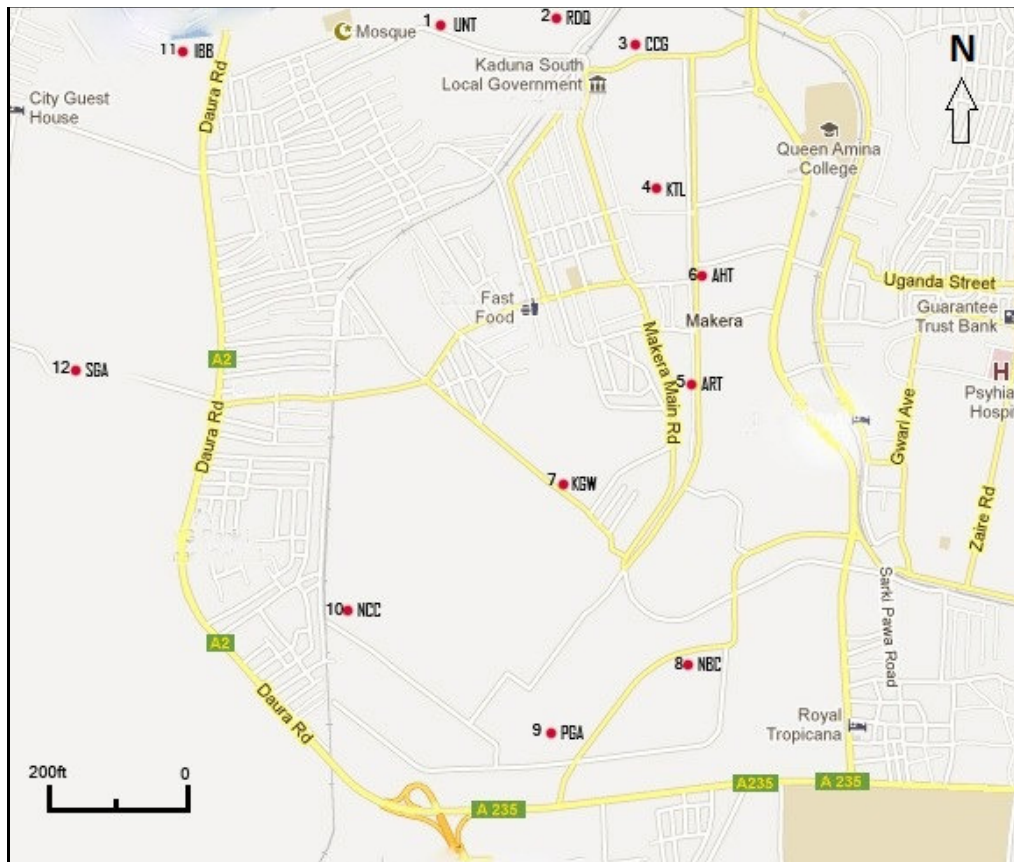 1 UNT
2 RDQ
Mosque
3 CCG
N
11 IBB
Daura Rd
Kaduna South
Local Government
City Guest
House
Queen Amina
College
4 KTL
6 AHT
Uganda Street
Fast
Food
Makera
Guarantee
Trust Bank
Makera Main Rd
A2
12 SGA
5 ART
H
Psyhia
Hospi
Daura Rd
Gwari Ave
7 KGW
Zaire Rd
Sarki Pawa Road
10 NCC
A2
8 NBC
Daura Rd
9 PGA
Royal
Tropicana
200ft 0
A 235
A235
A 235